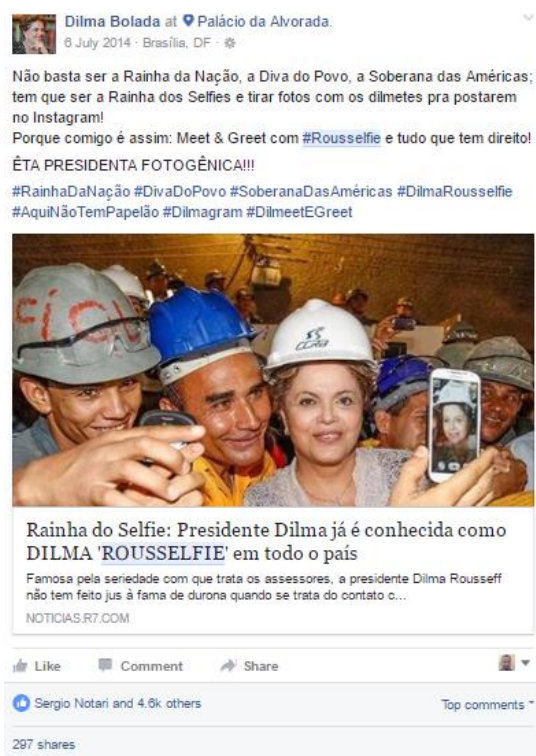 Dilma Bolada at Palácio da Alvorada.
6 July 2014 · Brasília, DF ·
Não basta ser a Rainha da Nação, a Diva do Povo, a Soberana das Américas;
tem que ser a Rainha dos Selfies e tirar fotos com os dilmetes pra postarem
no Instagram!
Porque comigo é assim: Meet & Greet com #Rousselfie e tudo que tem direito!
ÊTA PRESIDENTA FOTOGÊNICA!!!
#RainhaDaNação #DivaDoPovo #SoberanaDasAméricas #DilmaRousselfie
#AquiNãoTemPapelão #Dilmagram #DilmeetEGreet
Rainha do Selfie: Presidente Dilma já é conhecida como
DILMA 'ROUSSELFIE' em todo o país
Famosa pela seriedade com que trata os assessores, a presidente Dilma Rousseff
não tem feito jus à fama de durona quando se trata do contato c...
NOTICIAS.R7.COM
Like Comment Share
Sergio Notari and 4.6k others Top comments
297 shares